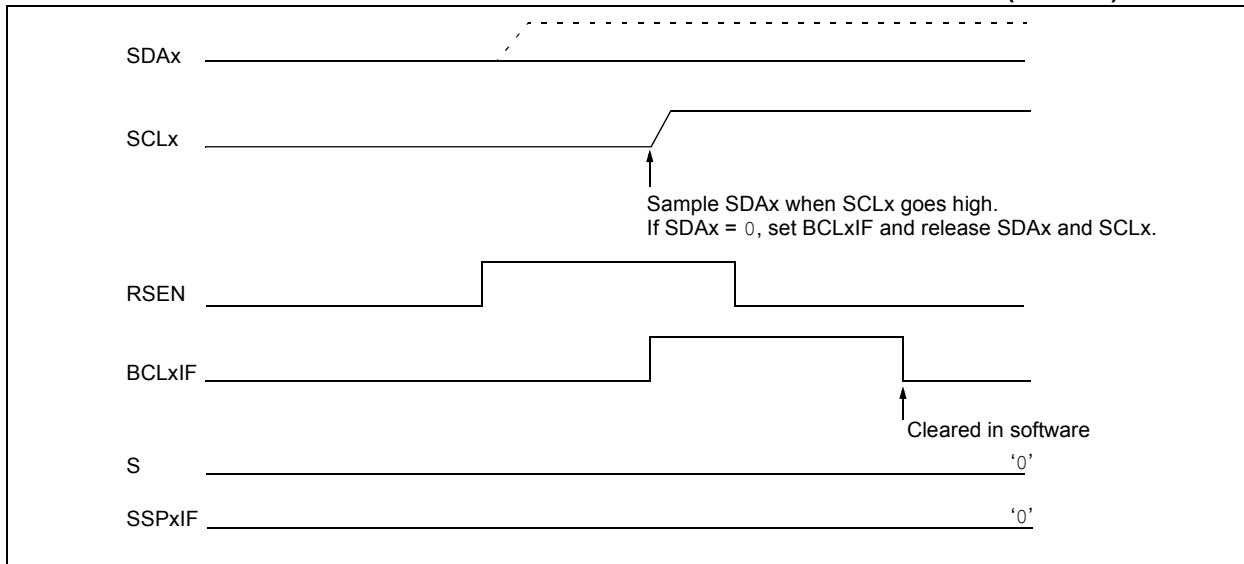 SDAx
SCLx
Sample SDAx when SCLx goes high.
If SDAx = 0, set BCLxIF and release SDAx and SCLx.
RSEN
BCLxIF
Cleared in software
S ‘0’
SSPxIF ‘0’